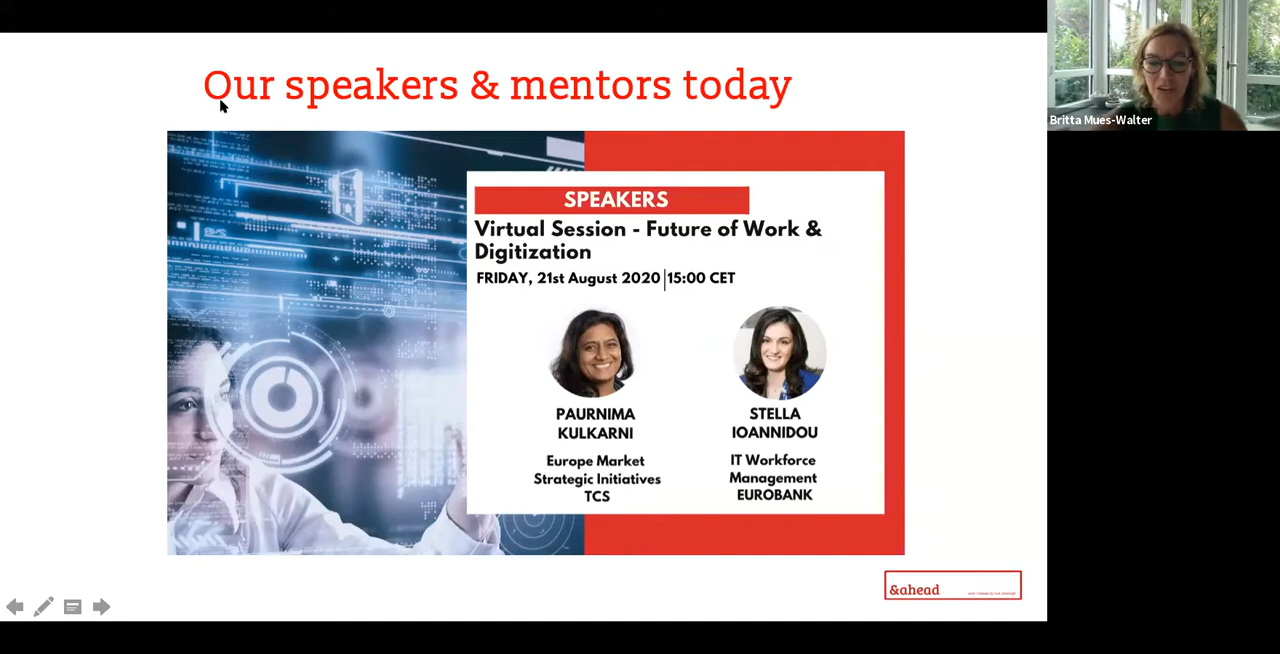 Our speakers & mentors today
SPEAKERS
Virtual Session - Future of Work &
Digitization
FRIDAY, 21st August 2020 | 15:00 CET
PAURNIMA
KULKARNI
Europe Market
Strategic Initiatives
TCS
STELLA
IOANNIDOU
IT Workforce
Management
EUROBANK
&ahead
Britta Mues-Walter